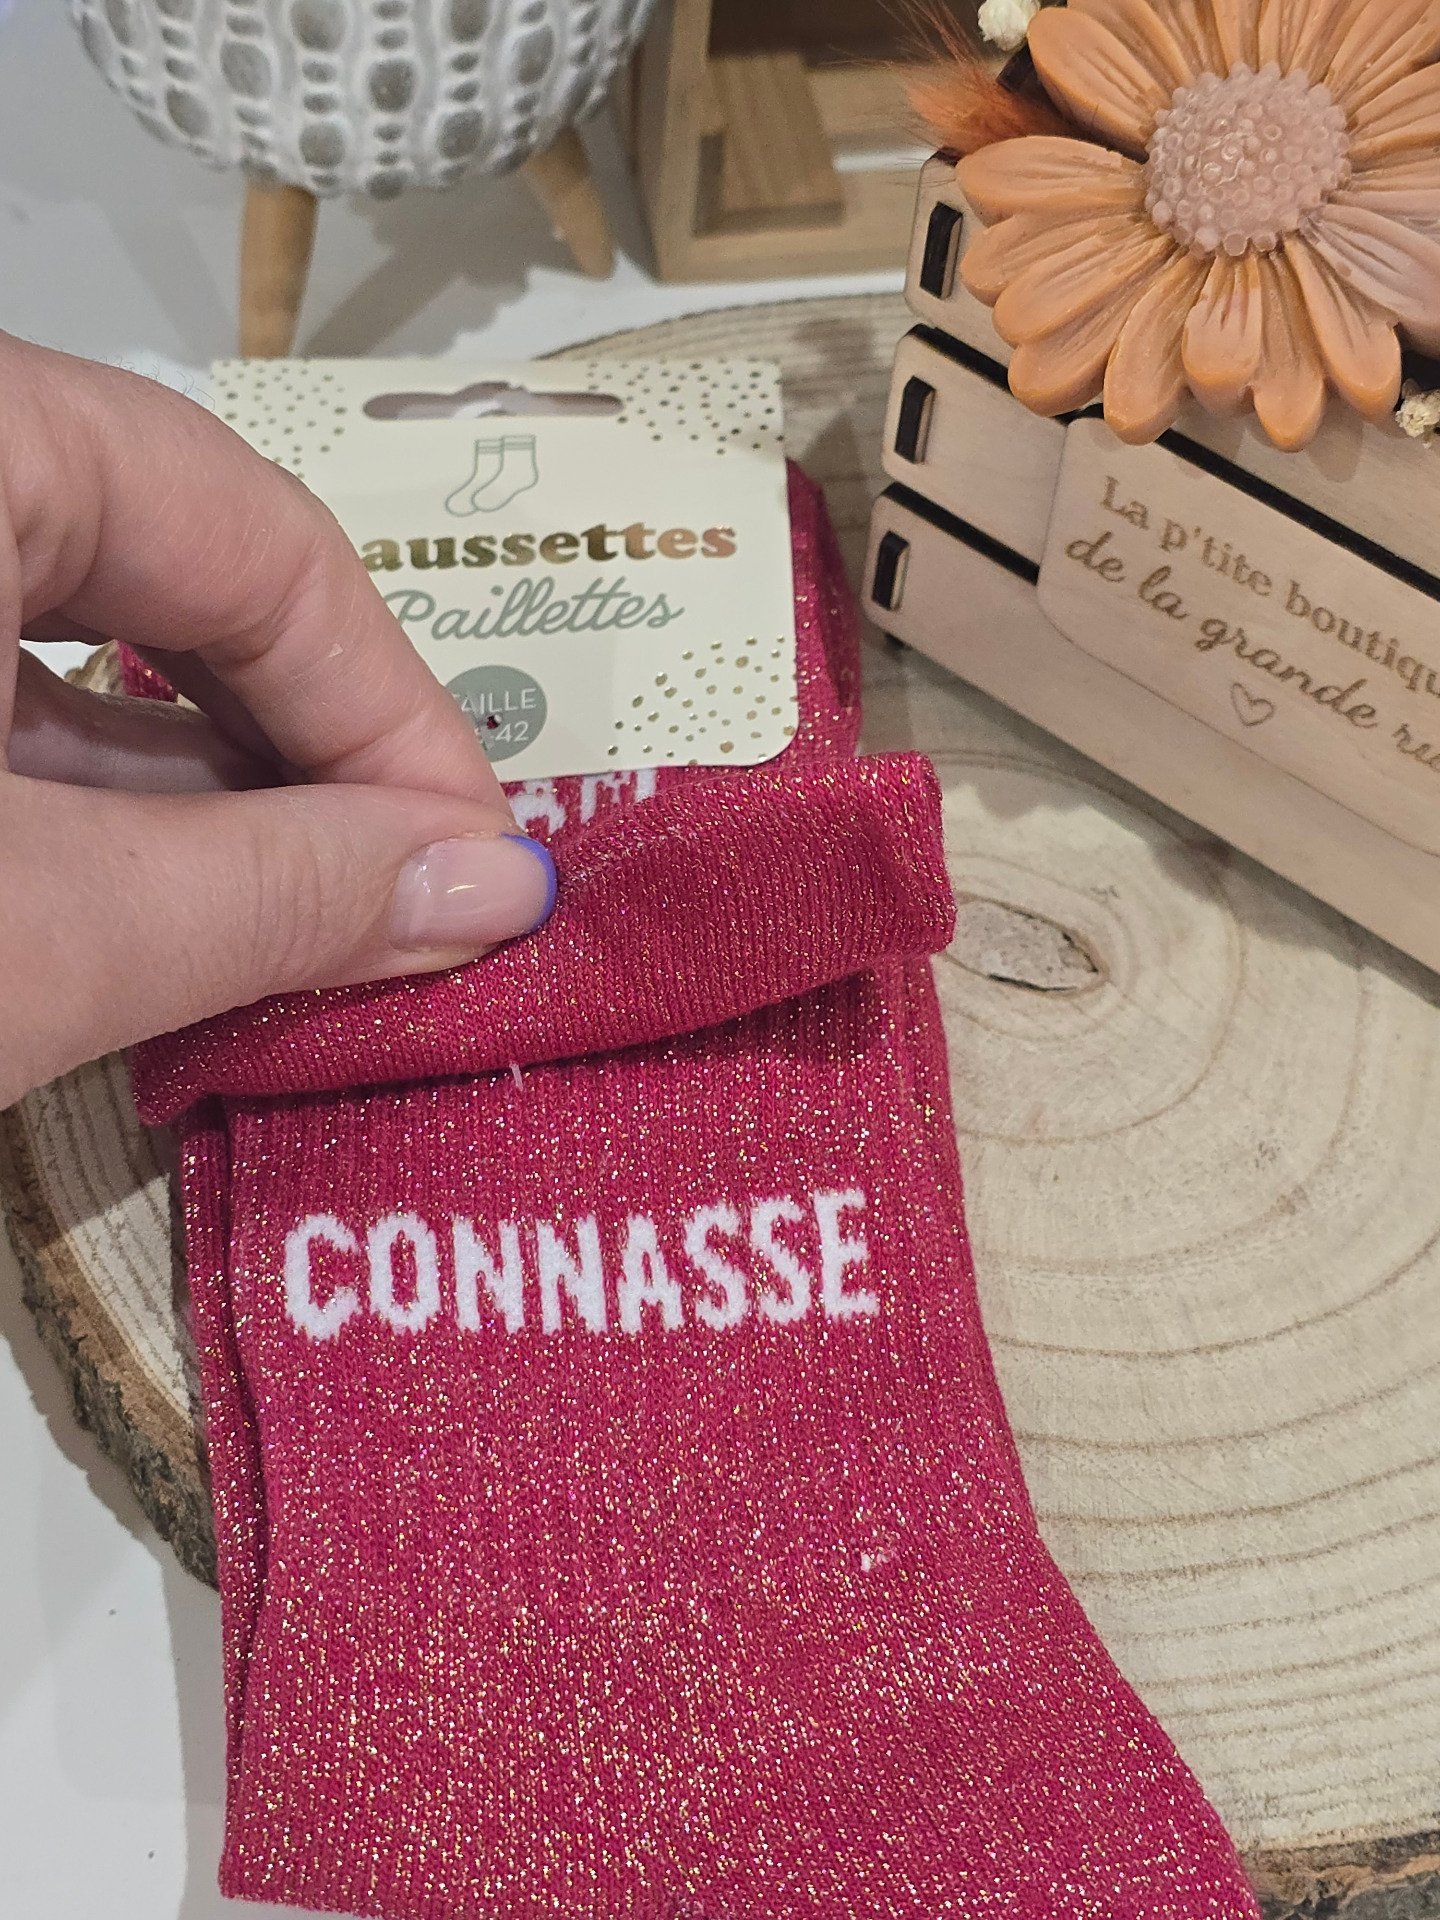 aussettes
Paillettes
AILLE
-42
La p'tite boutiqu
de la grande ru
CONNASSE